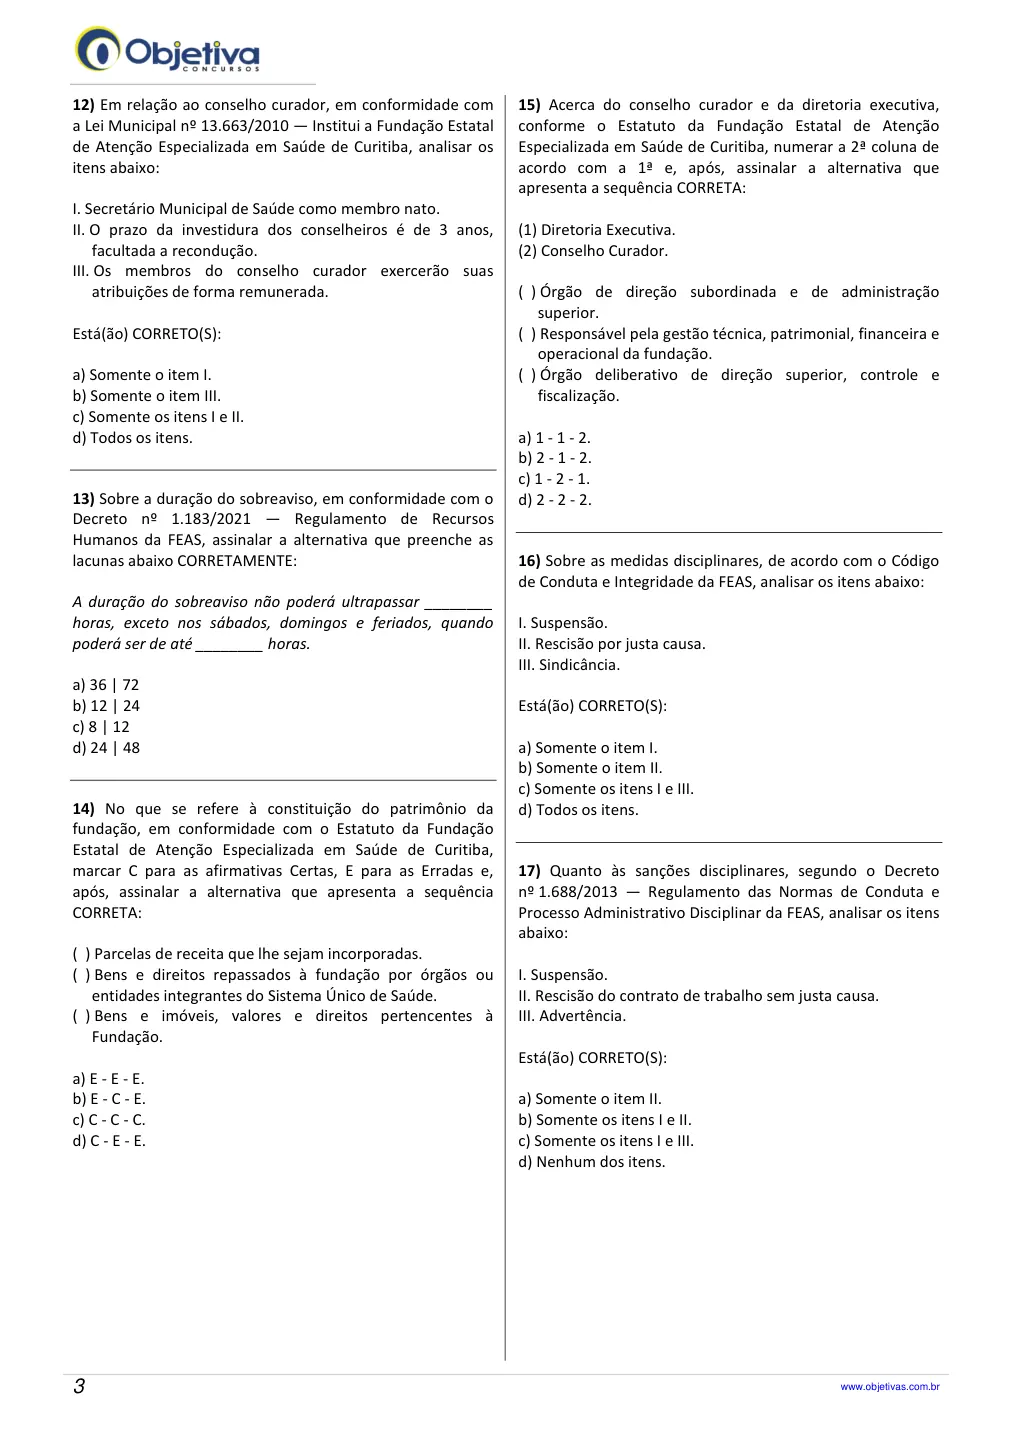 Objetiva
CONCURSOS
12) Em relação ao conselho curador, em conformidade com
a Lei Municipal nº 13.663/2010 — Institui a Fundação Estatal
de Atenção Especializada em Saúde de Curitiba, analisar os
itens abaixo:
I. Secretário Municipal de Saúde como membro nato.
II. O prazo da investidura dos conselheiros é de 3 anos,
facultada a recondução.
III. Os membros do conselho curador exercerão suas
atribuições de forma remunerada.
Está(ão) CORRETO(S):
a) Somente o item I.
b) Somente o item III.
c) Somente os itens I e II.
d) Todos os itens.
13) Sobre a duração do sobreaviso, em conformidade com o
Decreto nº 1.183/2021 — Regulamento de Recursos
Humanos da FEAS, assinalar a alternativa que preenche as
lacunas abaixo CORRETAMENTE:
A duração do sobreaviso não poderá ultrapassar ________
horas, exceto nos sábados, domingos e feriados, quando
poderá ser de até ________ horas.
a) 36 | 72
b) 12 | 24
c) 8 | 12
d) 24 | 48
14) No que se refere à constituição do patrimônio da
fundação, em conformidade com o Estatuto da Fundação
Estatal de Atenção Especializada em Saúde de Curitiba,
marcar C para as afirmativas Certas, E para as Erradas e,
após, assinalar a alternativa que apresenta a sequência
CORRETA:
( ) Parcelas de receita que lhe sejam incorporadas.
( ) Bens e direitos repassados à fundação por órgãos ou
entidades integrantes do Sistema Único de Saúde.
( ) Bens e imóveis, valores e direitos pertencentes à
Fundação.
a) E - E - E.
b) E - C - E.
c) C - C - C.
d) C - E - E.
15) Acerca do conselho curador e da diretoria executiva,
conforme o Estatuto da Fundação Estatal de Atenção
Especializada em Saúde de Curitiba, numerar a 2ª coluna de
acordo com a 1ª e, após, assinalar a alternativa que
apresenta a sequência CORRETA:
(1) Diretoria Executiva.
(2) Conselho Curador.
( ) Órgão de direção subordinada e de administração
superior.
( ) Responsável pela gestão técnica, patrimonial, financeira e
operacional da fundação.
( ) Órgão deliberativo de direção superior, controle e
fiscalização.
a) 1 - 1 - 2.
b) 2 - 1 - 2.
c) 1 - 2 - 1.
d) 2 - 2 - 2.
16) Sobre as medidas disciplinares, de acordo com o Código
de Conduta e Integridade da FEAS, analisar os itens abaixo:
I. Suspensão.
II. Rescisão por justa causa.
III. Sindicância.
Está(ão) CORRETO(S):
a) Somente o item I.
b) Somente o item II.
c) Somente os itens I e III.
d) Todos os itens.
17) Quanto às sanções disciplinares, segundo o Decreto
nº 1.688/2013 — Regulamento das Normas de Conduta e
Processo Administrativo Disciplinar da FEAS, analisar os itens
abaixo:
I. Suspensão.
II. Rescisão do contrato de trabalho sem justa causa.
III. Advertência.
Está(ão) CORRETO(S):
a) Somente o item II.
b) Somente os itens I e II.
c) Somente os itens I e III.
d) Nenhum dos itens.
3
www.objetivas.com.br